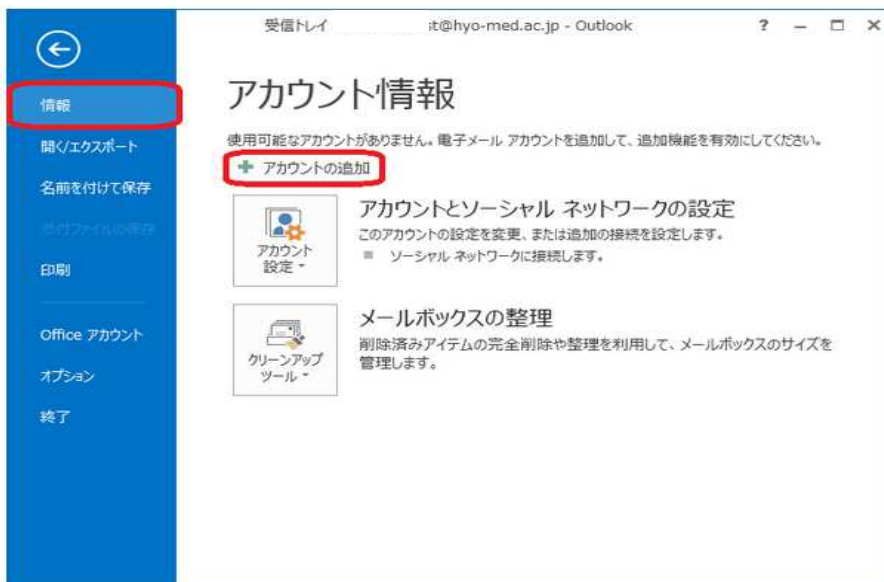 受信トレイ st@hyo-med.ac.jp - Outlook ?
情報
開く/エクスポート
名前を付けて保存
添付ファイルの保存
印刷
Office アカウント
オプション
終了
アカウント情報
使用可能なアカウントがありません。電子メール アカウントを追加して、追加機能を有効にしてください。
アカウントの追加
アカウント
設定
アカウントとソーシャル ネットワークの設定
このアカウントの設定を変更、または追加の接続を設定します。
ソーシャル ネットワークに接続します。
クリーンアップ
ツール
メールボックスの整理
削除済みアイテムの完全削除や整理を利用して、メールボックスのサイズを
管理します。